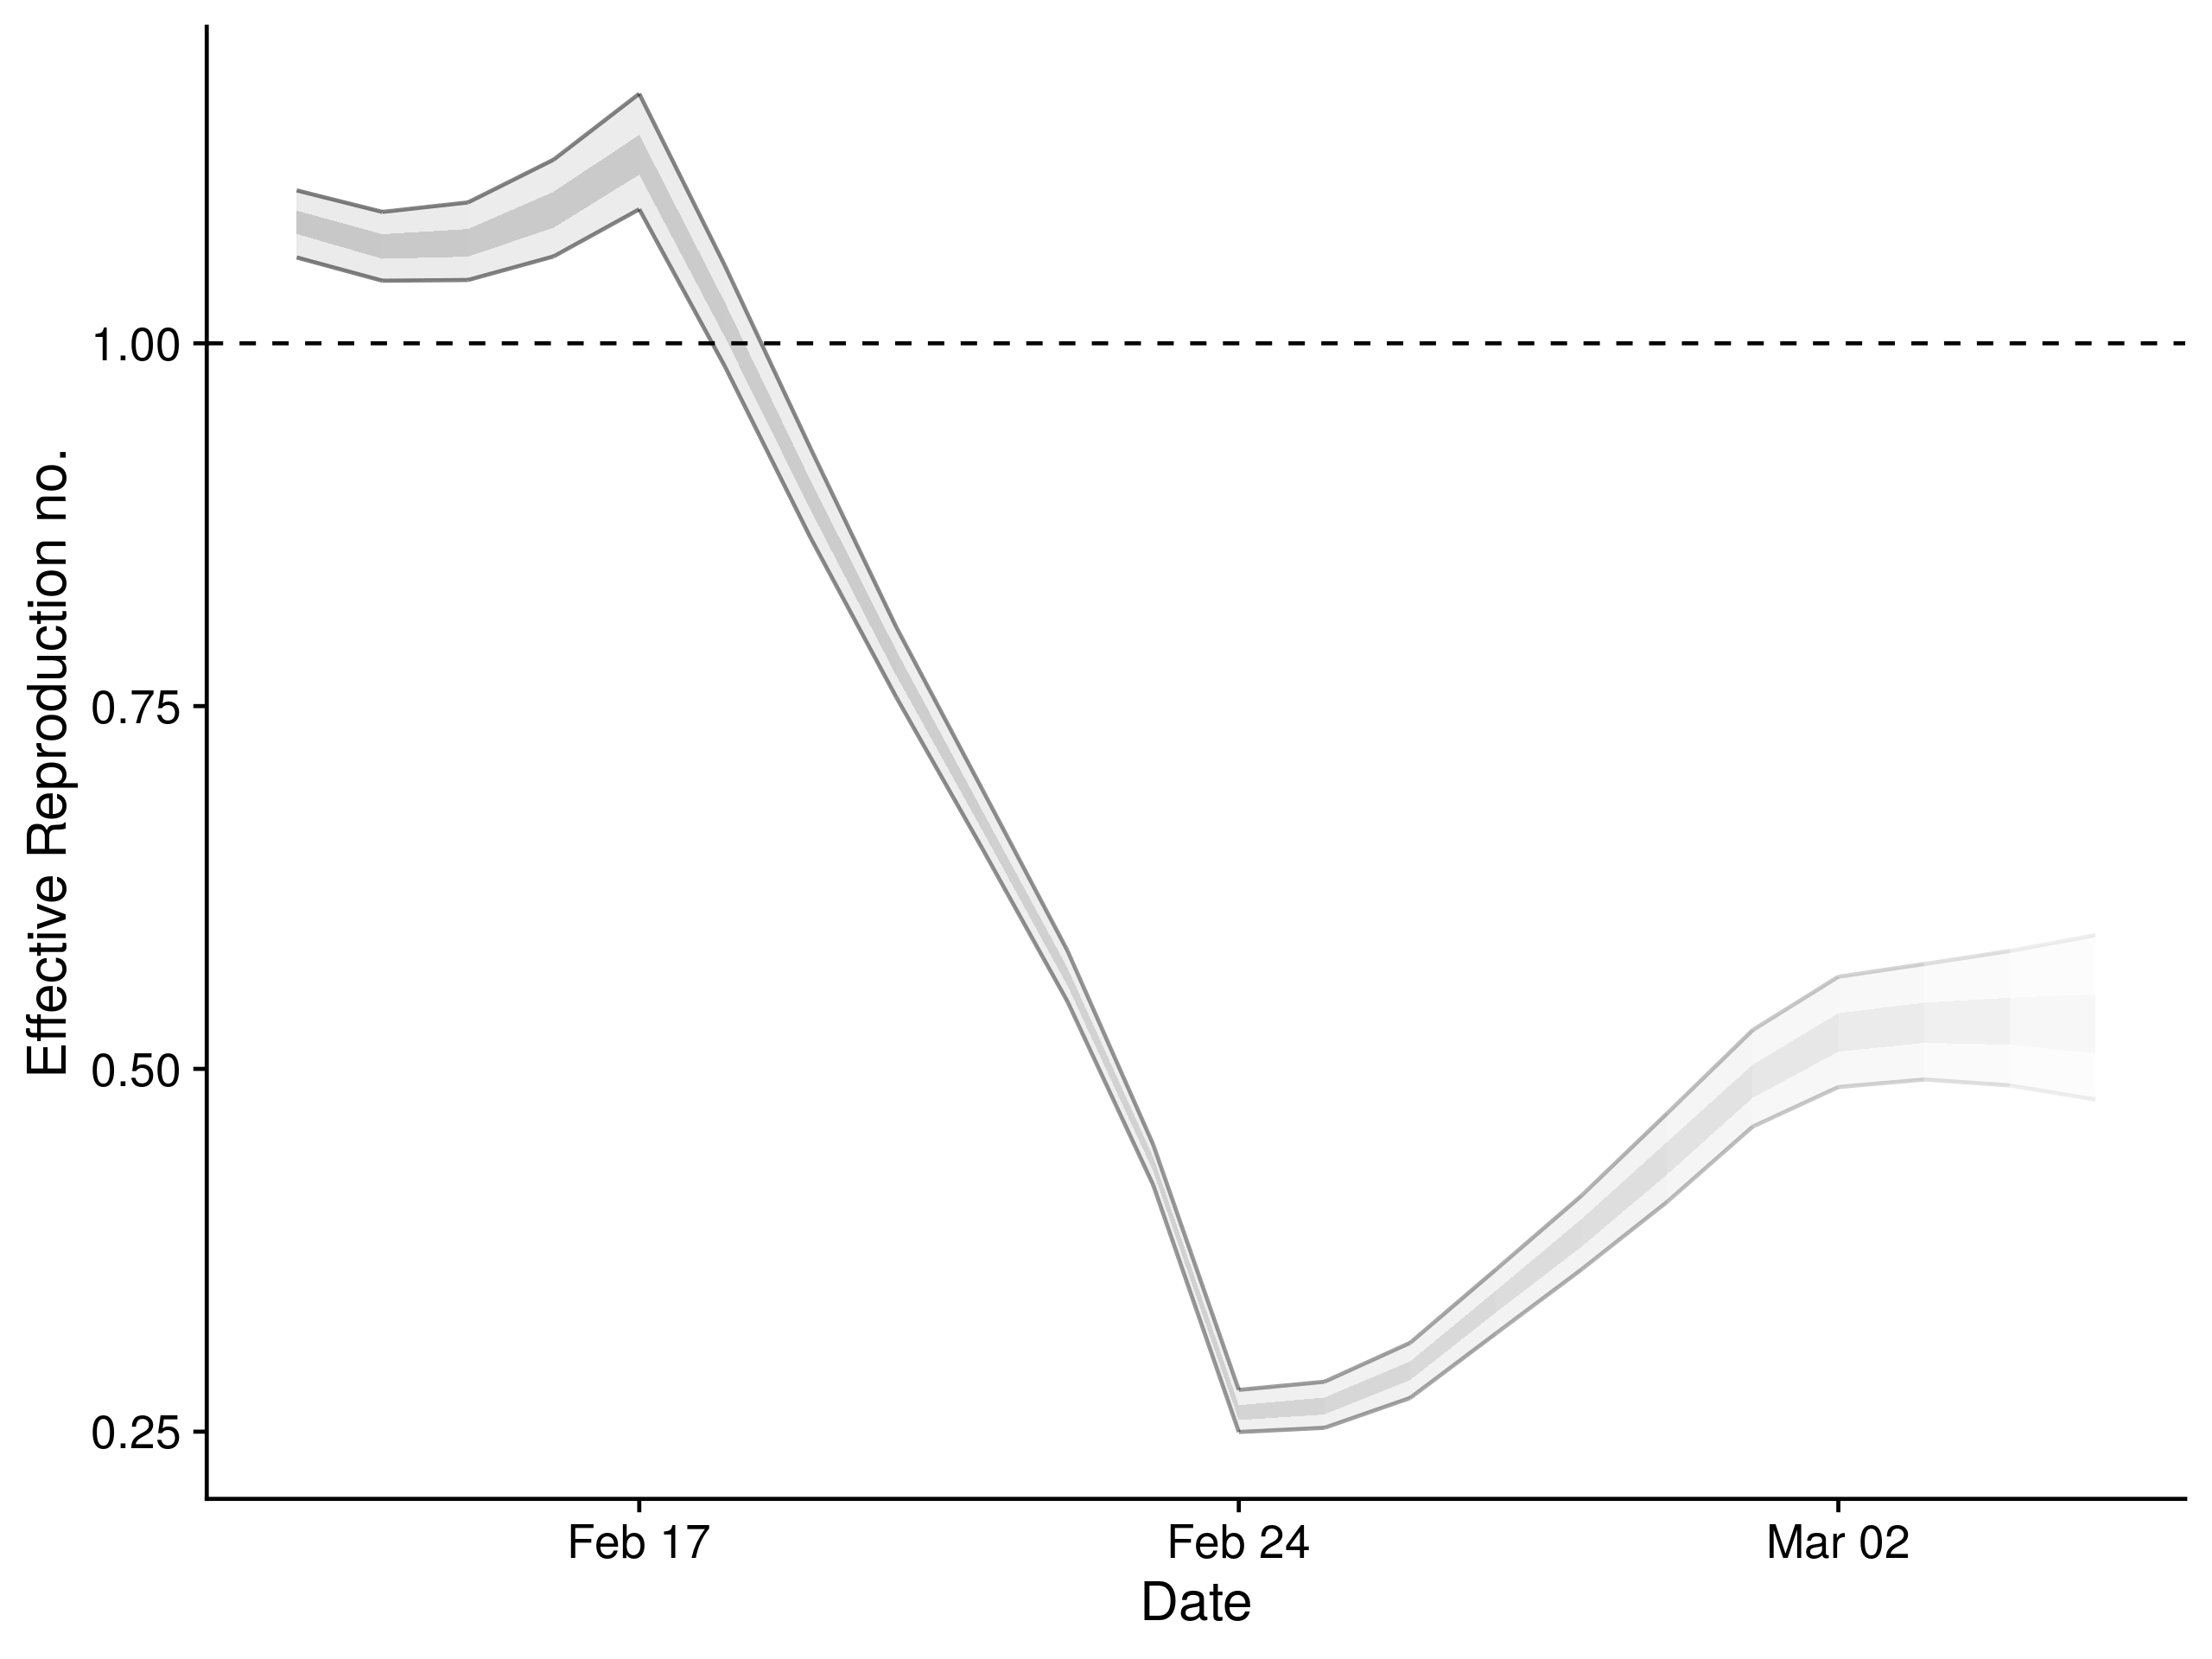 Effective Reproduction no.
1.00
0.75
0.50
0.25
Feb 17
Feb 24
Mar 02
Date